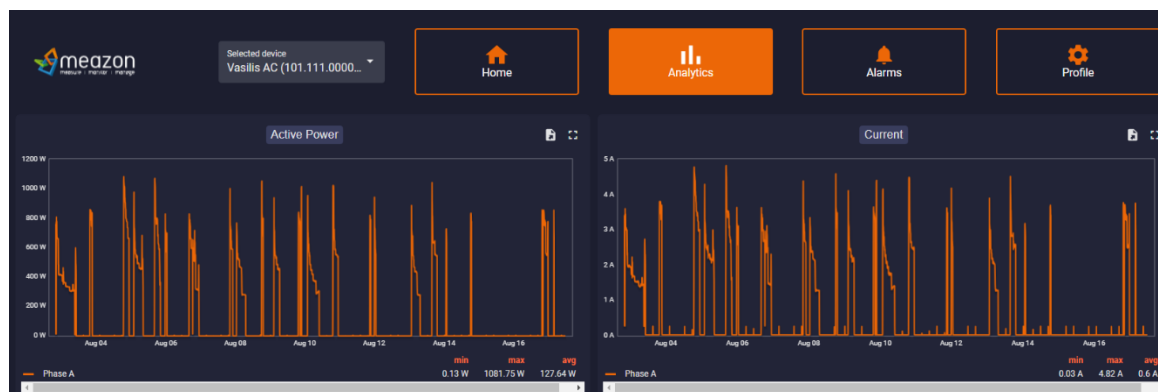 meazon
measure | monitor | manage
Selected device
Vasilis AC (101.111.0000...
Home
Analytics
Alarms
Profile
Active Power
1200 W
1000 W
800 W
600 W
400 W
200 W
0 W
Aug 04 Aug 06 Aug 08 Aug 10 Aug 12 Aug 14 Aug 16
min max avg
Phase A 0.13 W 1081.75 W 127.64 W
Current
5 A
4 A
3 A
2 A
1 A
0 A
Aug 04 Aug 06 Aug 08 Aug 10 Aug 12 Aug 14 Aug 16
min max avg
Phase A 0.03 A 4.82 A 0.6 A